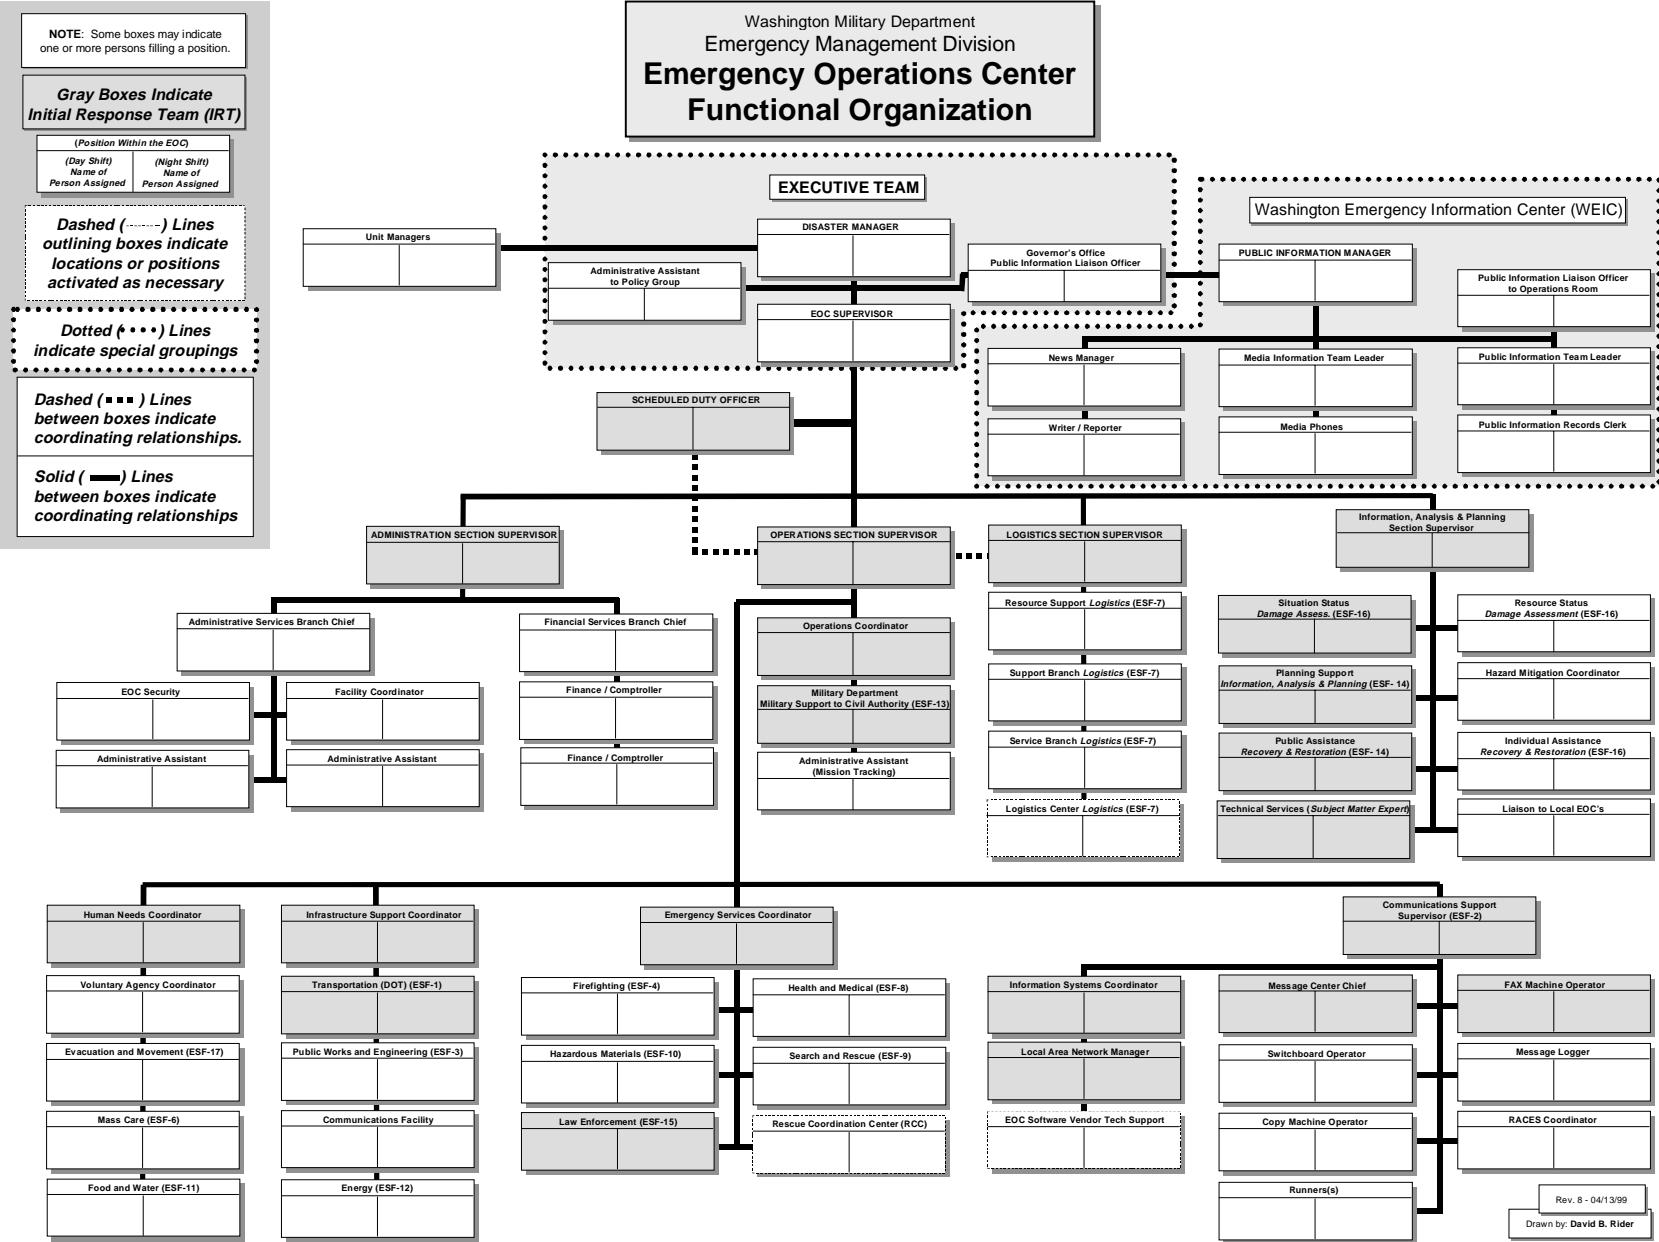 NOTE: Some boxes may indicate
one or more persons filling a position.
Gray Boxes Indicate
Initial Response Team (IRT)
(Position Within the EOC)
(Day Shift)
Name of
Person Assigned
(Night Shift)
Name of
Person Assigned
Dashed (--------) Lines
outlining boxes indicate
locations or positions
activated as necessary
Dotted (• • • •) Lines
indicate special groupings
Dashed ( ) Lines
between boxes indicate
coordinating relationships.
Solid ( ) Lines
between boxes indicate
coordinating relationships
Washington Military Department
Emergency Management Division
Emergency Operations Center
Functional Organization
EXECUTIVE TEAM
Unit Managers
DISASTER MANAGER
Administrative Assistant
to Policy Group
Governor's Office
Public Information Liaison Officer
EOC SUPERVISOR
Washington Emergency Information Center (WEIC)
PUBLIC INFORMATION MANAGER
Public Information Liaison Officer
to Operations Room
News Manager
Media Information Team Leader
Public Information Team Leader
Writer / Reporter
Media Phones
Public Information Records Clerk
SCHEDULED DUTY OFFICER
ADMINISTRATION SECTION SUPERVISOR
OPERATIONS SECTION SUPERVISOR
LOGISTICS SECTION SUPERVISOR
Information, Analysis & Planning
Section Supervisor
Administrative Services Branch Chief
Financial Services Branch Chief
EOC Security
Facility Coordinator
Finance / Comptroller
Administrative Assistant
Administrative Assistant
Finance / Comptroller
Operations Coordinator
Military Department
Military Support to Civil Authority (ESF-13)
Administrative Assistant
(Mission Tracking)
Resource Support Logistics (ESF-7)
Support Branch Logistics (ESF-7)
Service Branch Logistics (ESF-7)
Logistics Center Logistics (ESF-7)
Situation Status
Damage Assess. (ESF-16)
Resource Status
Damage Assessment (ESF-16)
Planning Support
Information, Analysis & Planning (ESF- 14)
Hazard Mitigation Coordinator
Public Assistance
Recovery & Restoration (ESF- 14)
Individual Assistance
Recovery & Restoration (ESF-16)
Technical Services (Subject Matter Expert)
Liaison to Local EOC's
Human Needs Coordinator
Infrastructure Support Coordinator
Emergency Services Coordinator
Communications Support
Supervisor (ESF-2)
Voluntary Agency Coordinator
Evacuation and Movement (ESF-17)
Mass Care (ESF-6)
Food and Water (ESF-11)
Transportation (DOT) (ESF-1)
Public Works and Engineering (ESF-3)
Communications Facility
Energy (ESF-12)
Firefighting (ESF-4)
Health and Medical (ESF-8)
Hazardous Materials (ESF-10)
Search and Rescue (ESF-9)
Law Enforcement (ESF-15)
Rescue Coordination Center (RCC)
Information Systems Coordinator
Local Area Network Manager
EOC Software Vendor Tech Support
Message Center Chief
FAX Machine Operator
Switchboard Operator
Message Logger
Copy Machine Operator
RACES Coordinator
Runners(s)
Rev. 8 - 04/13/99
Drawn by: David B. Rider